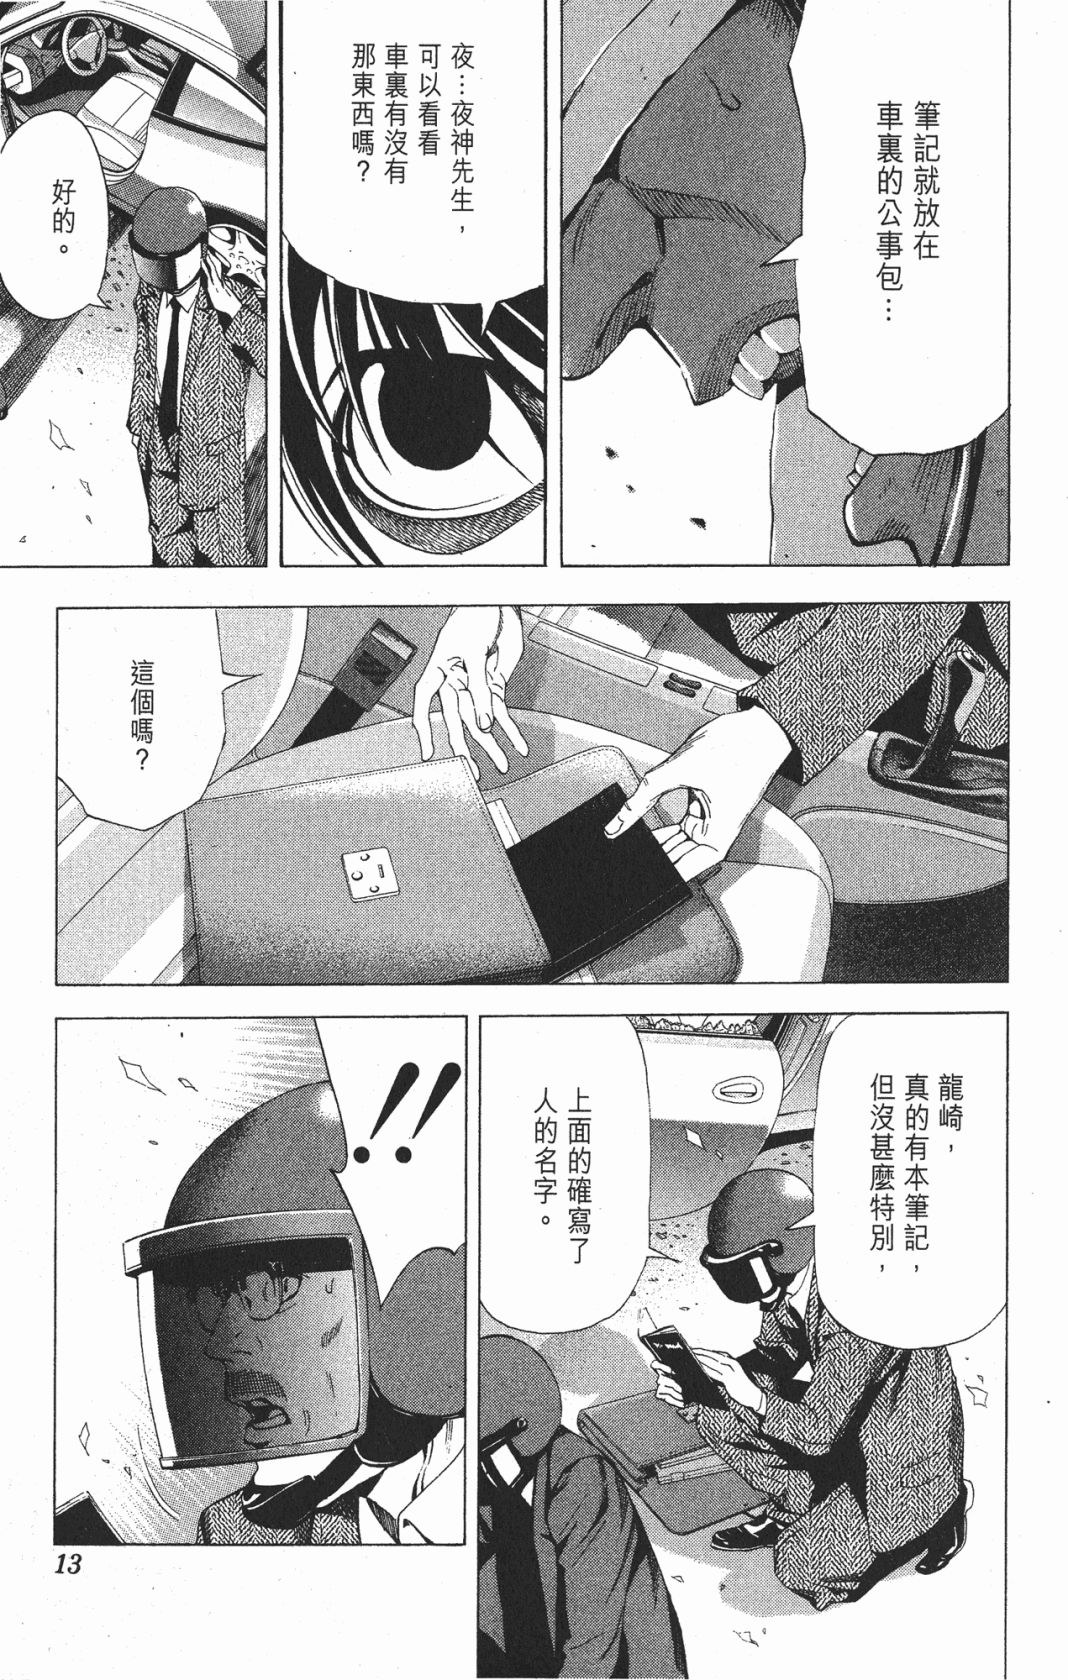 筆記就放在
車裏的公事包…
夜…夜神先生，
可以看看
車裏有沒有
那東西嗎？
好的。
這個嗎？
龍崎，
真的有本筆記，
但沒甚麼特別，
上面的確寫了
人的名字。
!!
13